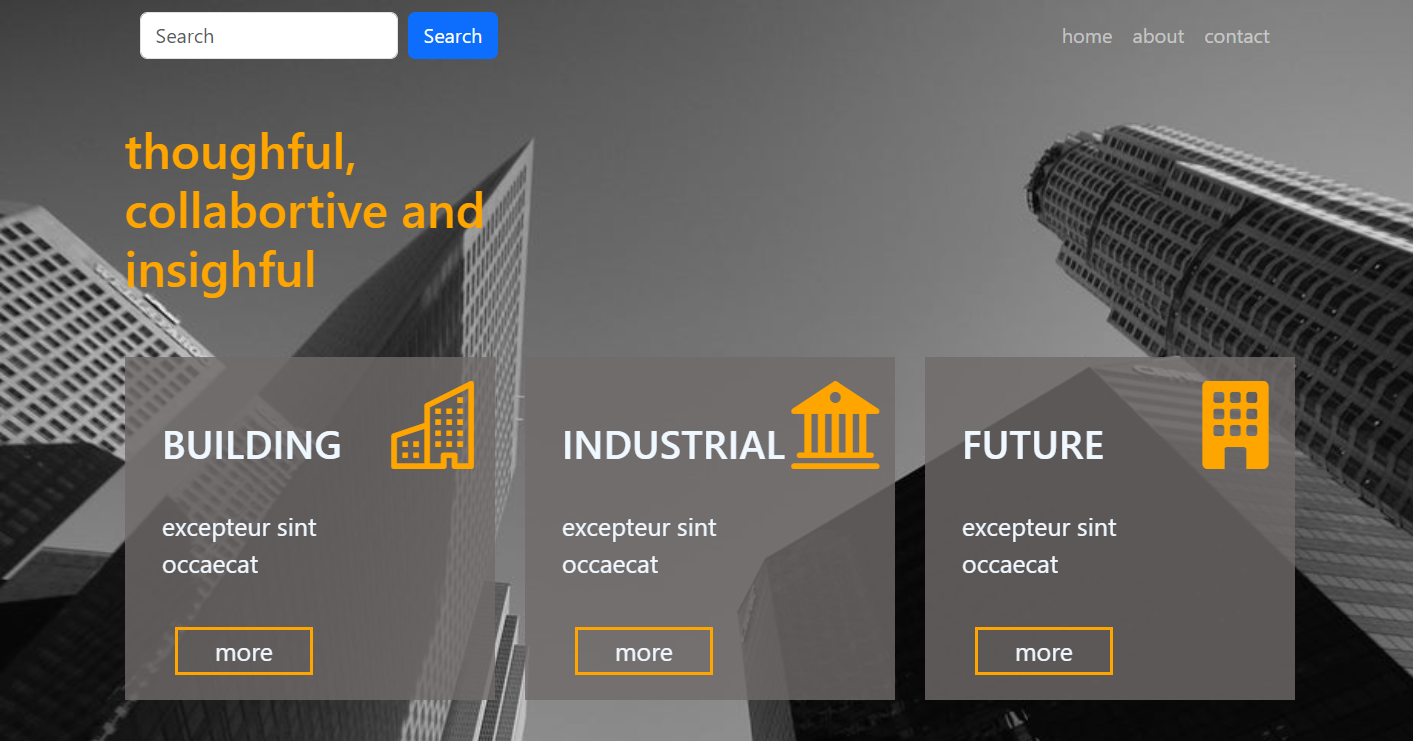 Search Search home about contact
thoughful,
collabortive and
insighful
BUILDING
excepteur sint
occaecat
more
INDUSTRIAL
excepteur sint
occaecat
more
FUTURE
excepteur sint
occaecat
more